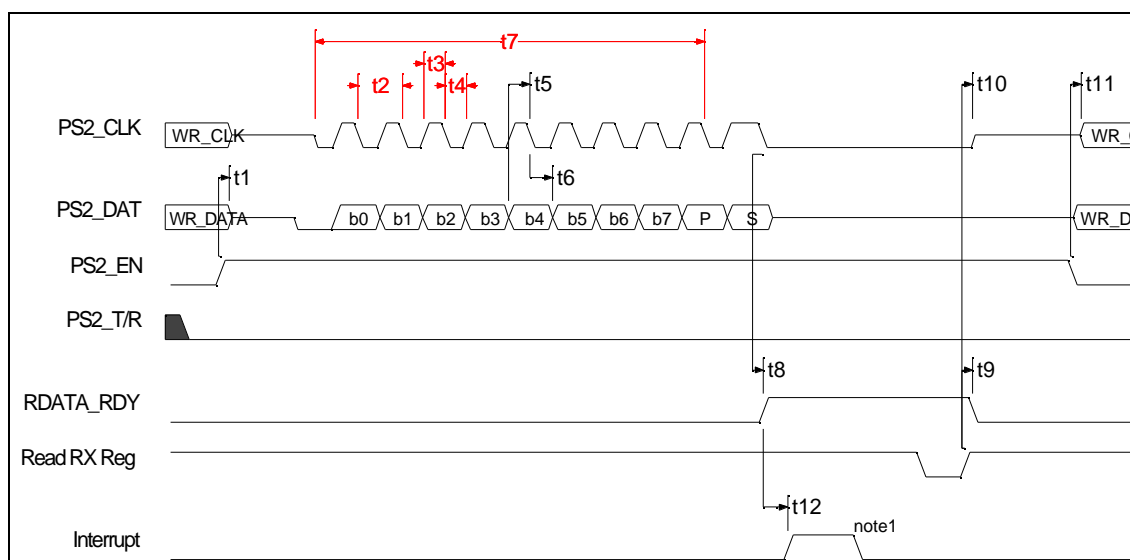 t7
t3
t2 t4 t5 t10 t11
PS2_CLK WR_CLK WR_C
t1 t6
PS2_DAT WR_DATA b0 b1 b2 b3 b4 b5 b6 b7 P S WR_D
PS2_EN
PS2_T/R
t8 t9
RDATA_RDY
Read RX Reg
t12
note1
Interrupt